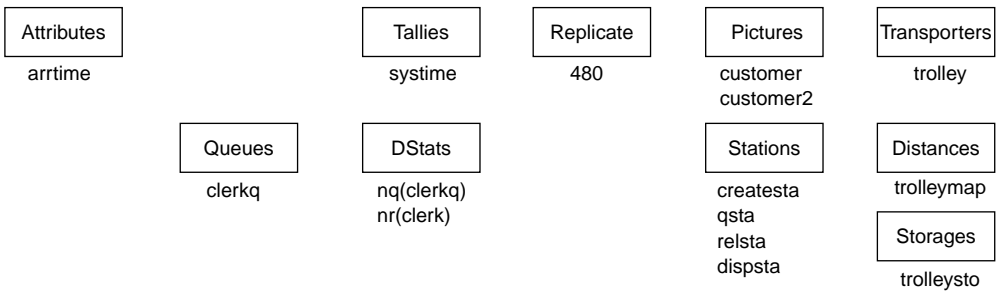 Attributes
arrtime
Tallies
systime
Replicate
480
Pictures
customer
customer2
Transporters
trolley
Queues
clerkq
DStats
nq(clerkq)
nr(clerk)
Stations
createsta
qsta
relsta
dispsta
Distances
trolleymap
Storages
trolleysto